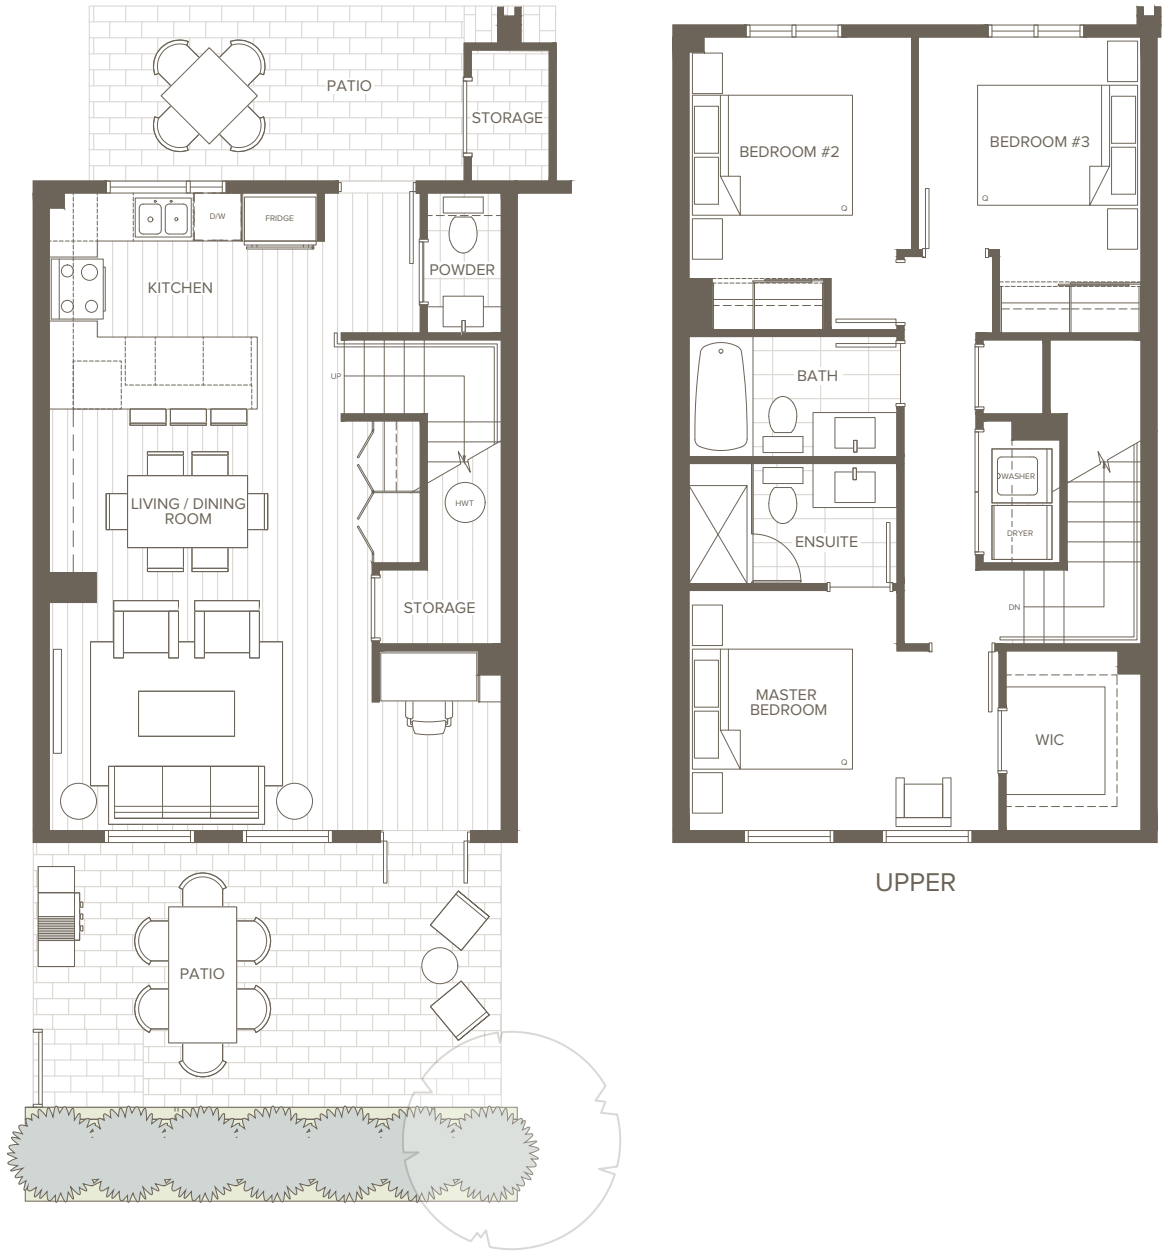 PATIO
STORAGE
D/W
FRIDGE
POWDER
KITCHEN
UP
LIVING / DINING
ROOM
HWT
STORAGE
PATIO
BEDROOM #2
BEDROOM #3
Q
Q
BATH
WASHER
DRYER
ENSUITE
DN
MASTER
BEDROOM
WIC
Q
UPPER